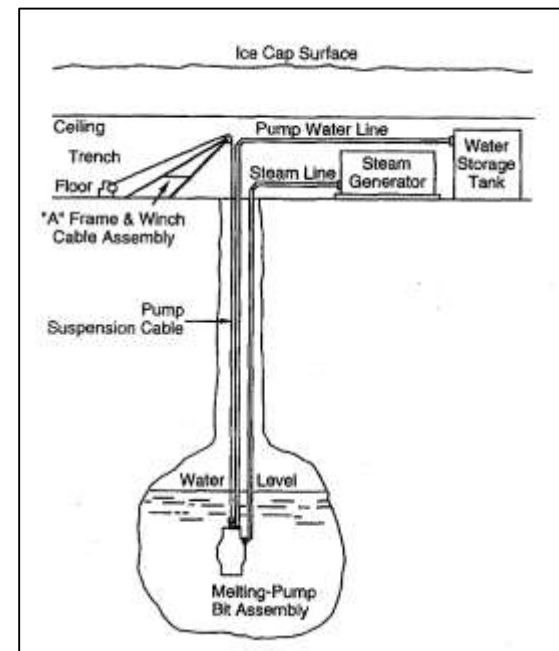 Ice Cap Surface
Ceiling
Pump Water Line
Trench
Water
Storage
Tank
Steam Line
Steam
Generator
Floor
"A" Frame & Winch
Cable Assembly
Pump
Suspension Cable
Water Level
Melting-Pump
Bit Assembly